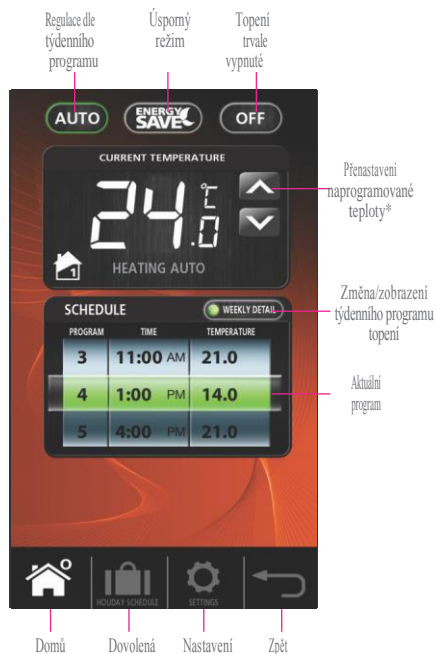 Regulace dle
týdenního
programu
Úsporný
režim
Topení
trvale
vypnuté
AUTO
ENERGY
SAVE
OFF
CURRENT TEMPERATURE
24.0 °C
1
HEATING AUTO
Přenastavení
naprogramované
teploty*
SCHEDULE
WEEKLY DETAIL
Změna/zobrazení
týdenního programu
topení
PROGRAM TIME TEMPERATURE
3 11:00 AM 21.0
4 1:00 PM 14.0
5 4:00 PM 21.0
Aktuální
program
HOLIDAY SCHEDULE
SETTINGS
Domů
Dovolená
Nastavení
Zpět